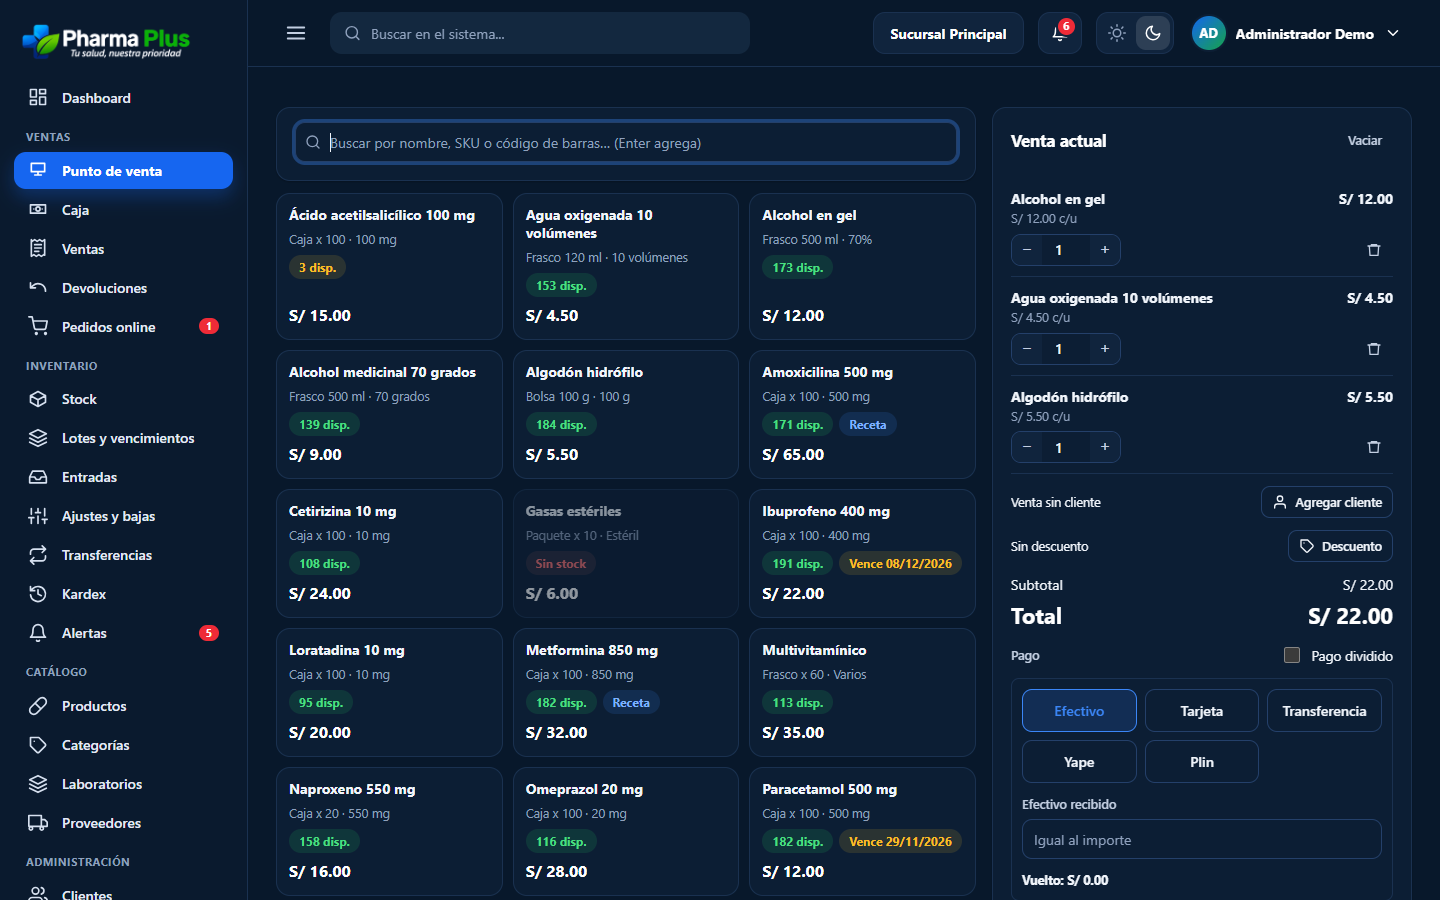 Pharma Plus
Tu salud, nuestra prioridad
Buscar en el sistema...
Sucursal Principal
6
AD
Administrador Demo
Dashboard
VENTAS
Punto de venta
Caja
Ventas
Devoluciones
Pedidos online
1
INVENTARIO
Stock
Lotes y vencimientos
Entradas
Ajustes y bajas
Transferencias
Kardex
Alertas
5
CATÁLOGO
Productos
Categorías
Laboratorios
Proveedores
ADMINISTRACIÓN
Clientes
Buscar por nombre, SKU o código de barras... (Enter agrega)
Ácido acetilsalicílico 100 mg
Caja x 100 · 100 mg
3 disp.
S/ 15.00
Agua oxigenada 10
volúmenes
Frasco 120 ml · 10 volúmenes
153 disp.
S/ 4.50
Alcohol en gel
Frasco 500 ml · 70%
173 disp.
S/ 12.00
Alcohol medicinal 70 grados
Frasco 500 ml · 70 grados
139 disp.
S/ 9.00
Algodón hidrófilo
Bolsa 100 g · 100 g
184 disp.
S/ 5.50
Amoxicilina 500 mg
Caja x 100 · 500 mg
171 disp.
Receta
S/ 65.00
Cetirizina 10 mg
Caja x 100 · 10 mg
108 disp.
S/ 24.00
Gasas estériles
Paquete x 10 · Estéril
Sin stock
S/ 6.00
Ibuprofeno 400 mg
Caja x 100 · 400 mg
191 disp.
Vence 08/12/2026
S/ 22.00
Loratadina 10 mg
Caja x 100 · 10 mg
95 disp.
S/ 20.00
Metformina 850 mg
Caja x 100 · 850 mg
182 disp.
Receta
S/ 32.00
Multivitamínico
Frasco x 60 · Varios
113 disp.
S/ 35.00
Naproxeno 550 mg
Caja x 20 · 550 mg
158 disp.
S/ 16.00
Omeprazol 20 mg
Caja x 100 · 20 mg
116 disp.
S/ 28.00
Paracetamol 500 mg
Caja x 100 · 500 mg
182 disp.
Vence 29/11/2026
S/ 12.00
Venta actual
Vaciar
Alcohol en gel
S/ 12.00
S/ 12.00 c/u
− 1 +
Agua oxigenada 10 volúmenes
S/ 4.50
S/ 4.50 c/u
− 1 +
Algodón hidrófilo
S/ 5.50
S/ 5.50 c/u
− 1 +
Venta sin cliente
Agregar cliente
Sin descuento
Descuento
Subtotal
S/ 22.00
Total
S/ 22.00
Pago
Pago dividido
Efectivo
Tarjeta
Transferencia
Yape
Plin
Efectivo recibido
Igual al importe
Vuelto: S/ 0.00